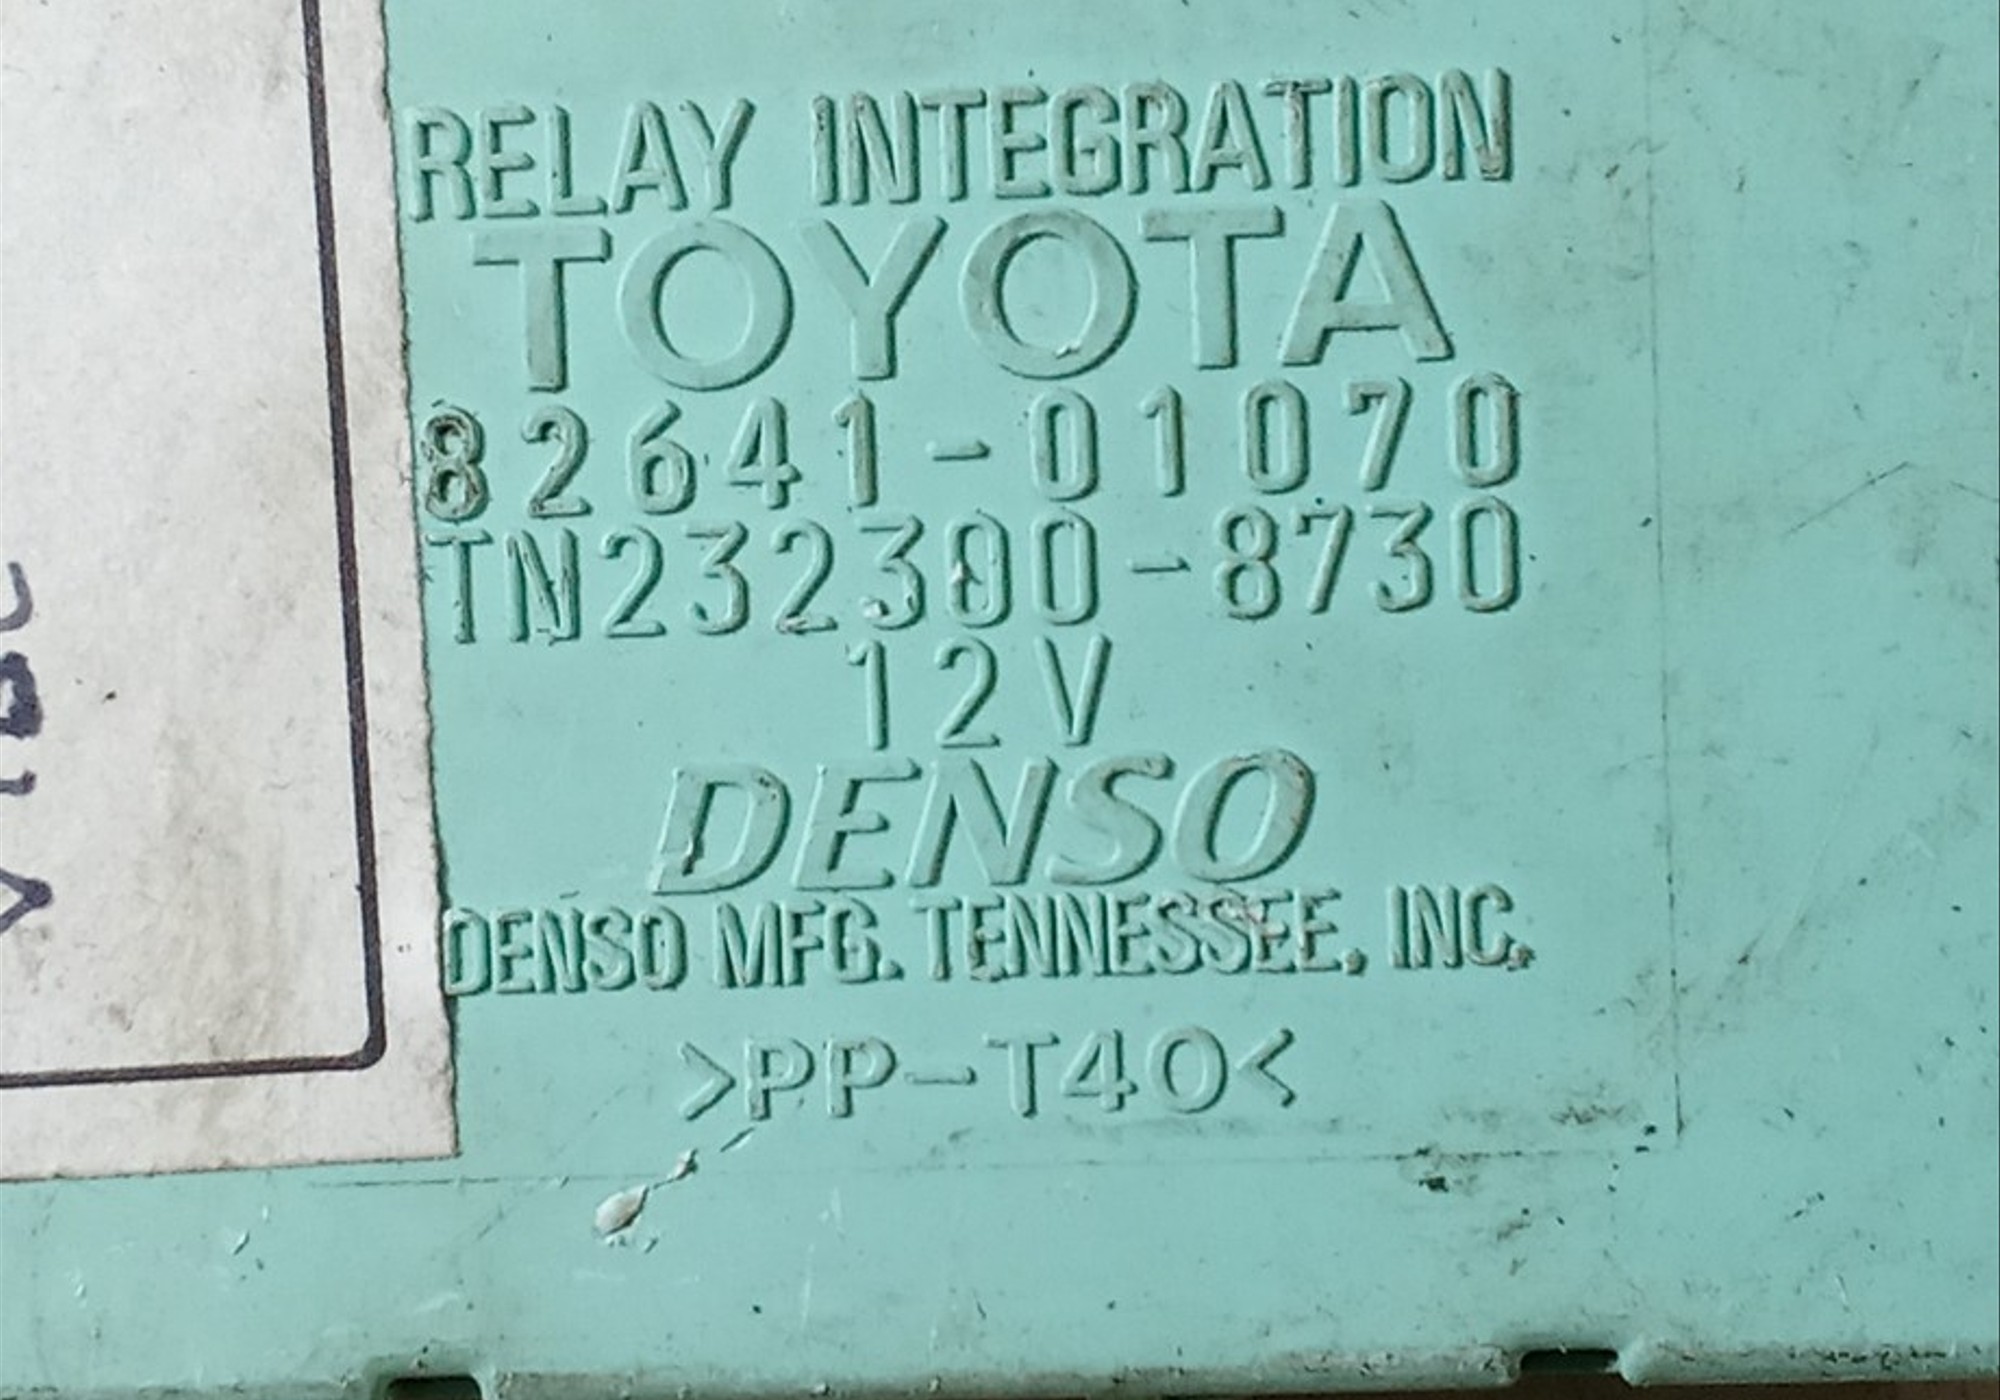 RELAY INTEGRATION
TOYOTA
82641-01070
TN232300-8730
12V
DENSO
DENSO MFG. TENNESSEE, INC.
>PP-T40<